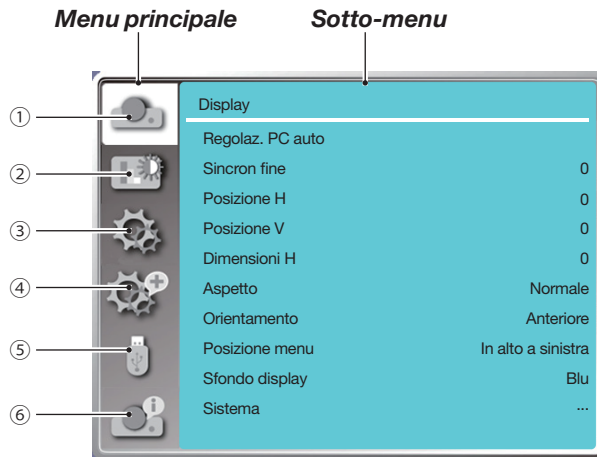 Menu principale Sotto-menu
① Display
Regolaz. PC auto
② Sincron fine 0
Posizione H 0
③ Posizione V 0
Dimensioni H 0
④ Aspetto Normale
Orientamento Anteriore
⑤ Posizione menu In alto a sinistra
Sfondo display Blu
⑥ Sistema ...